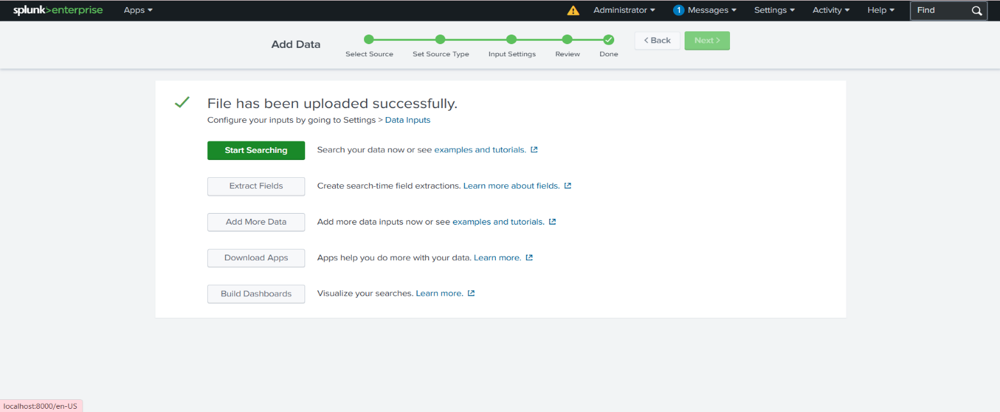 splunk>enterprise Apps Administrator 1 Messages Settings Activity Help Find
Add Data
Select Source Set Source Type Input Settings Review Done
< Back Next >
File has been uploaded successfully.
Configure your inputs by going to Settings > Data Inputs
Start Searching Search your data now or see examples and tutorials.
Extract Fields Create search-time field extractions. Learn more about fields.
Add More Data Add more data inputs now or see examples and tutorials.
Download Apps Apps help you do more with your data. Learn more.
Build Dashboards Visualize your searches. Learn more.
localhost:8000/en-US